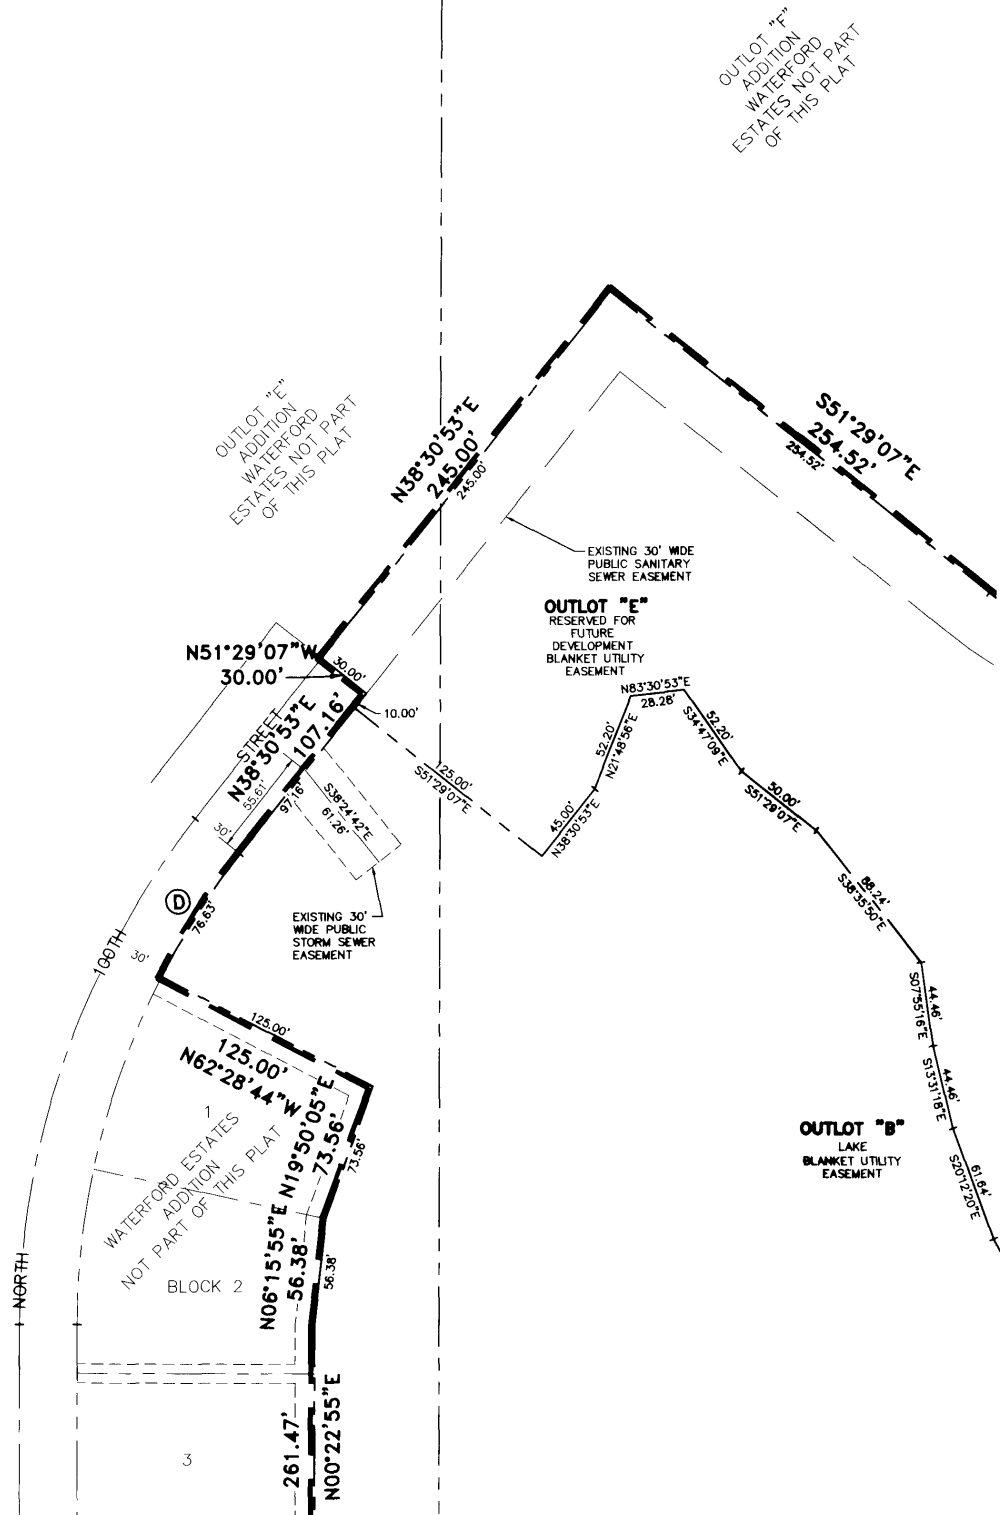 OUTLOT "F"
ADDITION
WATERFORD
ESTATES NOT PART
OF THIS PLAT
S51°29'07"E
254.52'
254.52'
OUTLOT "E"
ADDITION
WATERFORD
ESTATES NOT PART
OF THIS PLAT
N38°30'53"E
245.00'
245.00'
EXISTING 30' WIDE
PUBLIC SANITARY
SEWER EASEMENT
OUTLOT "E"
RESERVED FOR
FUTURE
DEVELOPMENT
BLANKET UTILITY
EASEMENT
N51°29'07"W
30.00'
30.00'
10.00'
N83°30'53"E
28.28'
52.20'
S34°47'09"E
52.20'
N21°48'56"E
STREET
N38°30'53"E
107.16'
55.61'
97.16'
30'
S38°24'42"E
61.26'
125.00'
S51°29'07"E
45.00'
N38°30'53"E
50.00'
S51°29'07"E
88.24'
S38°35'50"E
D
76.63'
EXISTING 30'
WIDE PUBLIC
STORM SEWER
EASEMENT
100TH
30'
44.46'
S07°55'16"E
44.46'
S13°31'18"E
125.00'
125.00'
N62°28'44"W
OUTLOT "B"
LAKE
BLANKET UTILITY
EASEMENT
61.64'
S20°12'20"E
1
WATERFORD ESTATES
ADDITION
NOT PART OF THIS PLAT
N19°50'05"E
73.56'
73.56'
N06°15'55"E
56.38'
56.38'
BLOCK 2
NORTH
261.47'
N00°22'55"E
3